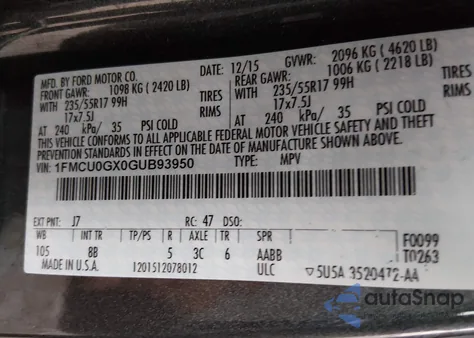 MFD. BY FORD MOTOR CO.
DATE: 12/15 GVWR: 2096 KG (4620 LB)
FRONT GAWR: 1098 KG (2420 LB) REAR GAWR: 1006 KG (2218 LB)
WITH 235/55R17 99H TIRES WITH 235/55R17 99H TIRES
17x7.5J RIMS 17x7.5J RIMS
AT 240 kPa/ 35 PSI COLD AT 240 kPa/ 35 PSI COLD
THIS VEHICLE CONFORMS TO ALL APPLICABLE FEDERAL MOTOR VEHICLE SAFETY AND THEFT
PREVENTION STANDARDS IN EFFECT ON THE DATE OF MANUFACTURE SHOWN ABOVE.
VIN: 1FMCU0GX0GUB93950 TYPE: MPV
EXT PNT: J7 RC: 47 DSO:
WB INT TR TP/PS R AXLE TR SPR F0099
105 8B 5 3C 6 AABB T0263
MADE IN U.S.A. 1201512078012 ULC 5U5A 3520472-AA
autoSnap